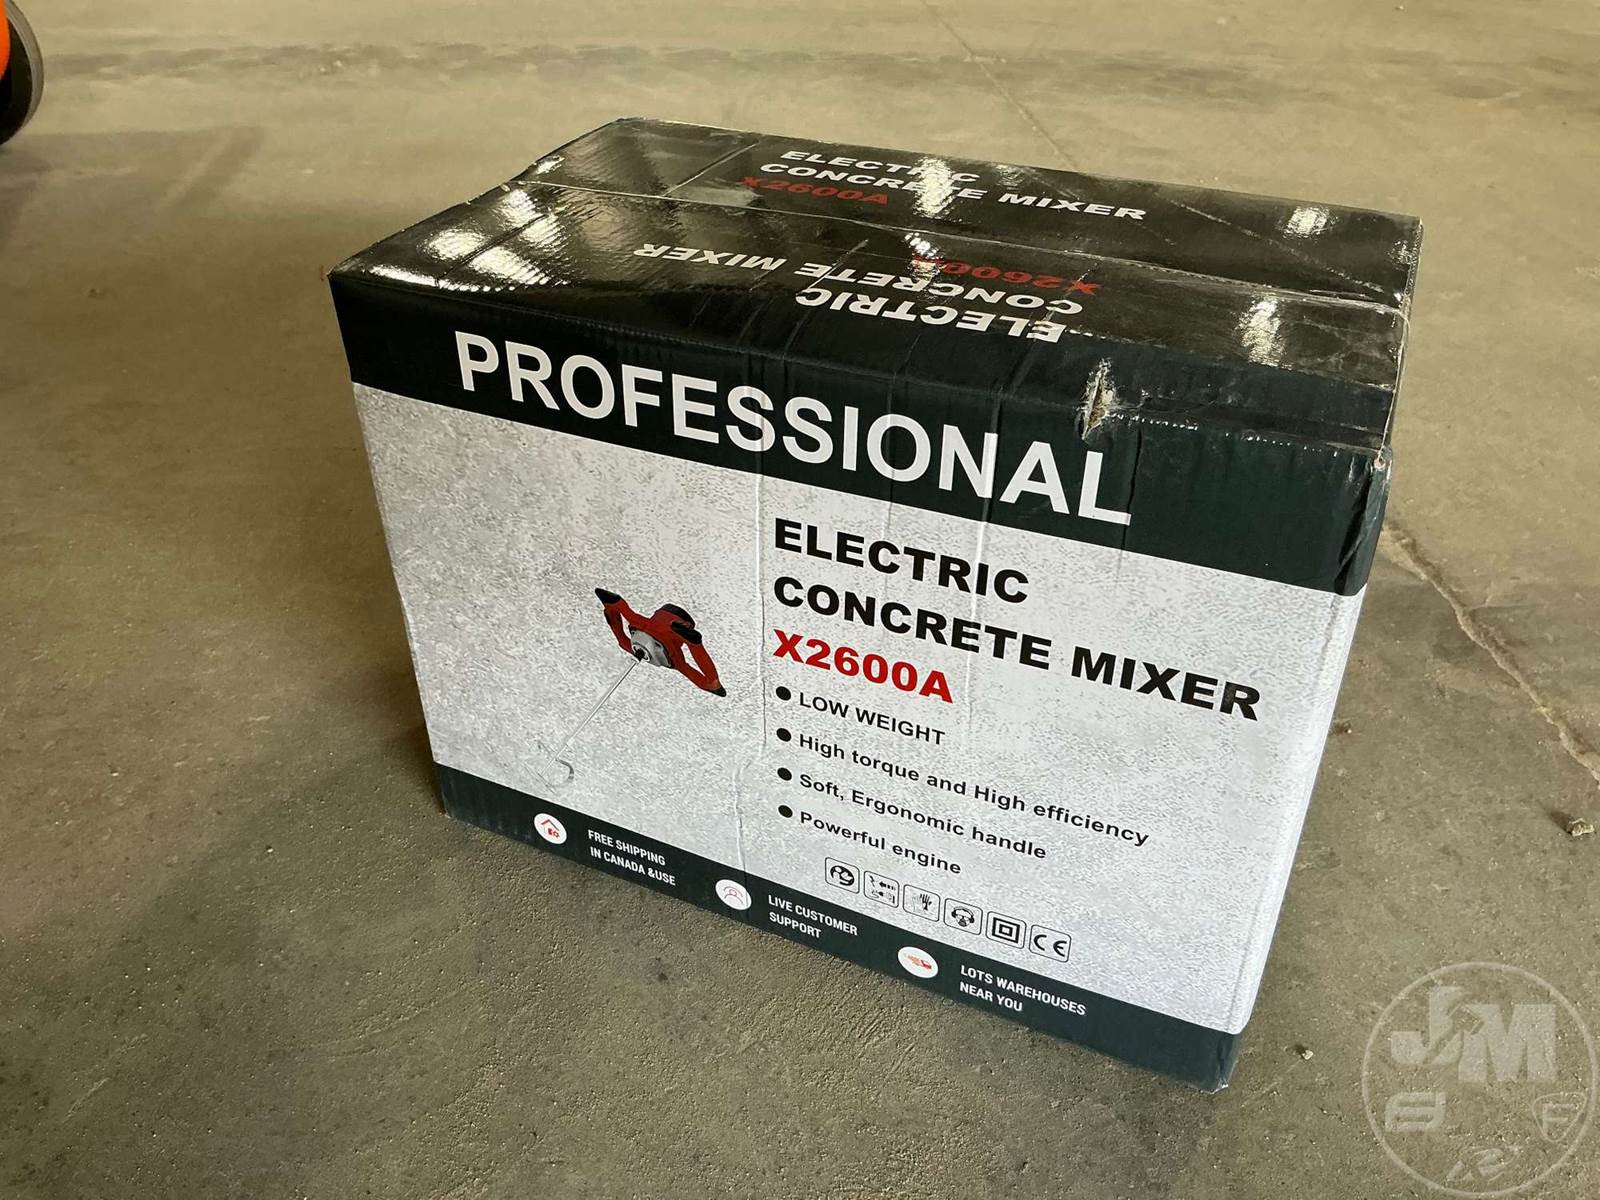 ELECTRIC
CONCRETE MIXER
X2600A
ELECTRIC
CONCRETE MIXER
X2600A
PROFESSIONAL
ELECTRIC
CONCRETE MIXER
X2600A
● LOW WEIGHT
● High torque and High efficiency
● Soft, Ergonomic handle
● Powerful engine
CE
FREE SHIPPING
IN CANADA &USE
LIVE CUSTOMER
SUPPORT
LOTS WAREHOUSES
NEAR YOU
J&M